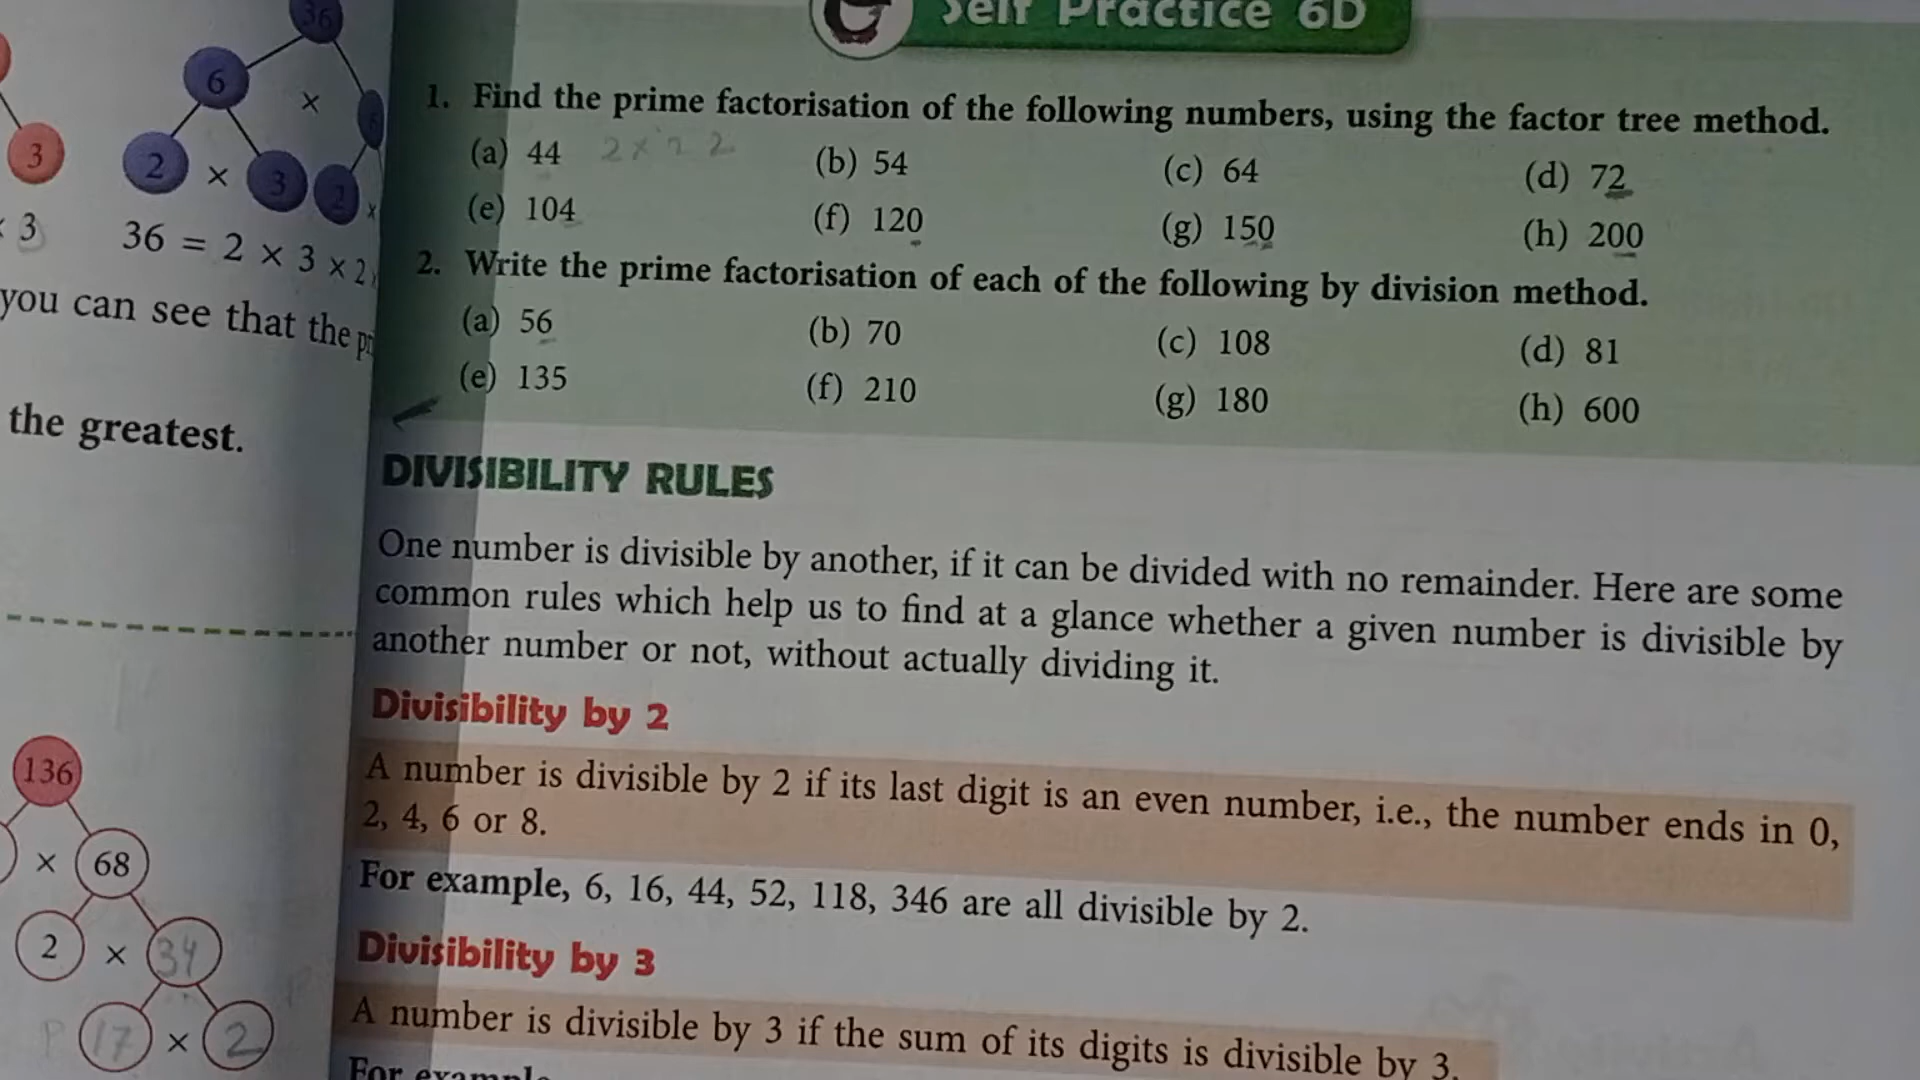 36
6
×
3
2 × 3 2 ×
3
36 = 2 × 3 × 2
you can see that the
the greatest.
136
× 68
2 × 34
P 17 × 2
Self Practice 6D
1. Find the prime factorisation of the following numbers, using the factor tree method.
(a) 44 2 × 2 2 (b) 54 (c) 64 (d) 72
(e) 104 (f) 120 (g) 150 (h) 200
2. Write the prime factorisation of each of the following by division method.
(a) 56 (b) 70 (c) 108 (d) 81
(e) 135 (f) 210 (g) 180 (h) 600
DIVISIBILITY RULES
One number is divisible by another, if it can be divided with no remainder. Here are some
common rules which help us to find at a glance whether a given number is divisible by
another number or not, without actually dividing it.
Divisibility by 2
A number is divisible by 2 if its last digit is an even number, i.e., the number ends in 0,
2, 4, 6 or 8.
For example, 6, 16, 44, 52, 118, 346 are all divisible by 2.
Divisibility by 3
A number is divisible by 3 if the sum of its digits is divisible by 3.
For example